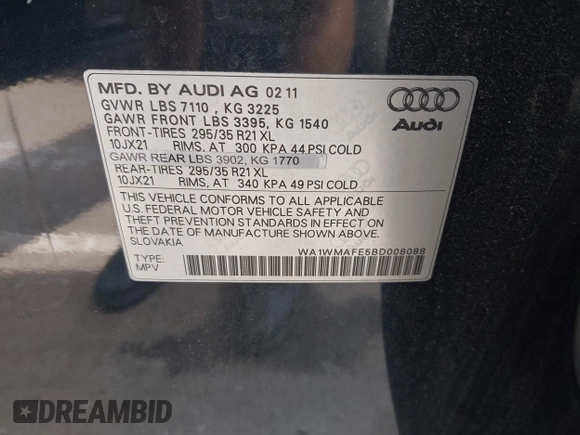 MFD. BY AUDI AG 02 11
GVWR LBS 7110 , KG 3225
GAWR FRONT LBS 3395, KG 1540
FRONT-TIRES 295/35 R21 XL
10JX21 RIMS, AT 300 KPA 44 PSI COLD
GAWR REAR LBS 3902, KG 1770
REAR-TIRES 295/35 R21 XL
10JX21 RIMS, AT 340 KPA 49 PSI COLD
THIS VEHICLE CONFORMS TO ALL APPLICABLE
U.S. FEDERAL MOTOR VEHICLE SAFETY AND
THEFT PREVENTION STANDARDS IN EFFECT ON
THE DATE OF MANUFACTURE SHOWN ABOVE.
SLOVAKIA
WA1WMAFE5BD008088
TYPE:
MPV
Audi
DREAMBID